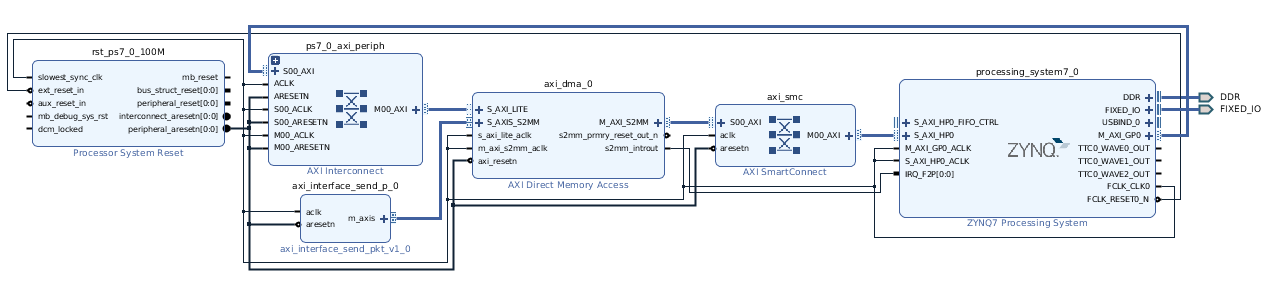 rst_ps7_0_100M
slowest_sync_clk
ext_reset_in
aux_reset_in
mb_debug_sys_rst
dcm_locked
mb_reset
bus_struct_reset[0:0]
peripheral_reset[0:0]
interconnect_aresetn[0:0]
peripheral_aresetn[0:0]
Processor System Reset
ps7_0_axi_periph
S00_AXI
ACLK
ARESETN
S00_ACLK
S00_ARESETN
M00_ACLK
M00_ARESETN
M00_AXI
AXI Interconnect
axi_interface_send_p_0
aclk
aresetn
m_axis
axi_interface_send_pkt_v1_0
axi_dma_0
S_AXI_LITE
S_AXIS_S2MM
s_axi_lite_aclk
m_axi_s2mm_aclk
axi_resetn
M_AXI_S2MM
s2mm_prmry_reset_out_n
s2mm_introut
AXI Direct Memory Access
axi_smc
S00_AXI
aclk
aresetn
M00_AXI
AXI SmartConnect
processing_system7_0
S_AXI_HP0_FIFO_CTRL
S_AXI_HP0
M_AXI_GP0_ACLK
S_AXI_HP0_ACLK
IRQ_F2P[0:0]
ZYNQ
DDR
FIXED_IO
USBIND_0
M_AXI_GP0
TTC0_WAVE0_OUT
TTC0_WAVE1_OUT
TTC0_WAVE2_OUT
FCLK_CLK0
FCLK_RESET0_N
ZYNQ7 Processing System
DDR
FIXED_IO